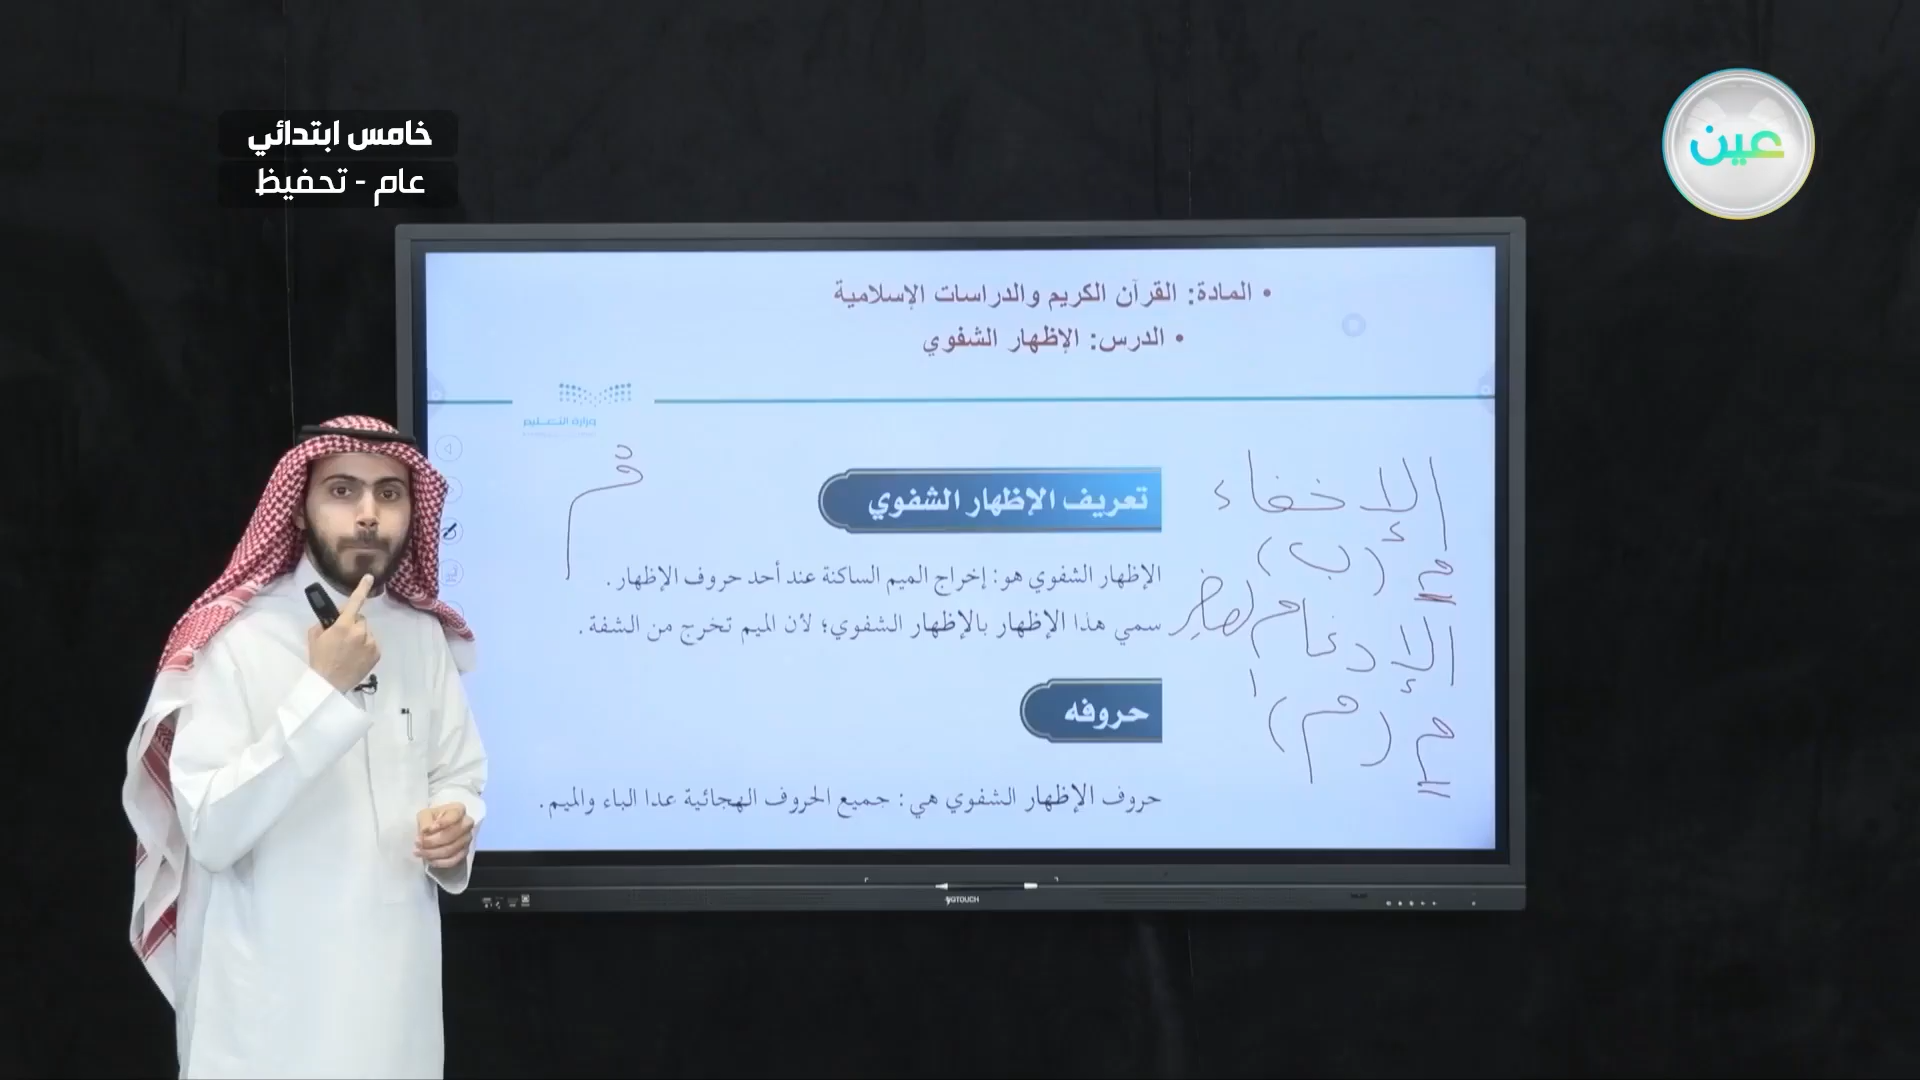 خامس ابتدائي
عام - تحفيظ
عين
• المادة: القرآن الكريم والدراسات الإسلامية
• الدرس: الإظهار الشفوي
وزارة التعليم
تعريف الإظهار الشفوي
الإظهار الشفوي هو: إخراج الميم الساكنة عند أحد حروف الإظهار.
سمي هذا الإظهار بالإظهار الشفوي؛ لأن الميم تخرج من الشفة.
حروفه
حروف الإظهار الشفوي هي: جميع الحروف الهجائية عدا الباء والميم.
مْ
الإخفاء
م (ب)
الإدغام
م (م)